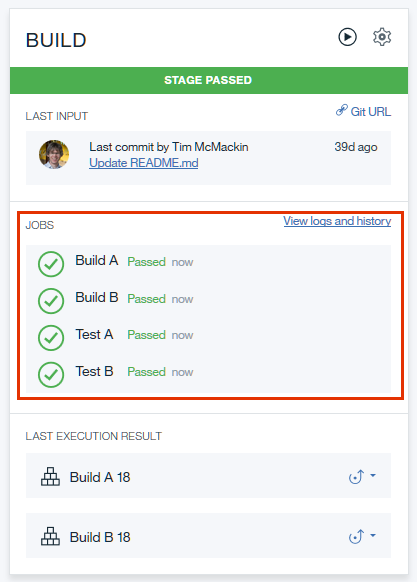 BUILD
STAGE PASSED
LAST INPUT Git URL
Last commit by Tim McMackin 39d ago
Update README.md
JOBS View logs and history
Build A Passed now
Build B Passed now
Test A Passed now
Test B Passed now
LAST EXECUTION RESULT
Build A 18
Build B 18